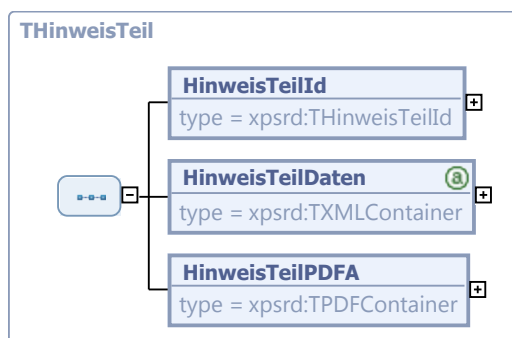 THinweisTeil
HinweisTeilId
type = xpsrd:THinweisTeilId
HinweisTeilDaten
a
type = xpsrd:TXMLContainer
HinweisTeilPDFA
type = xpsrd:TPDFContainer